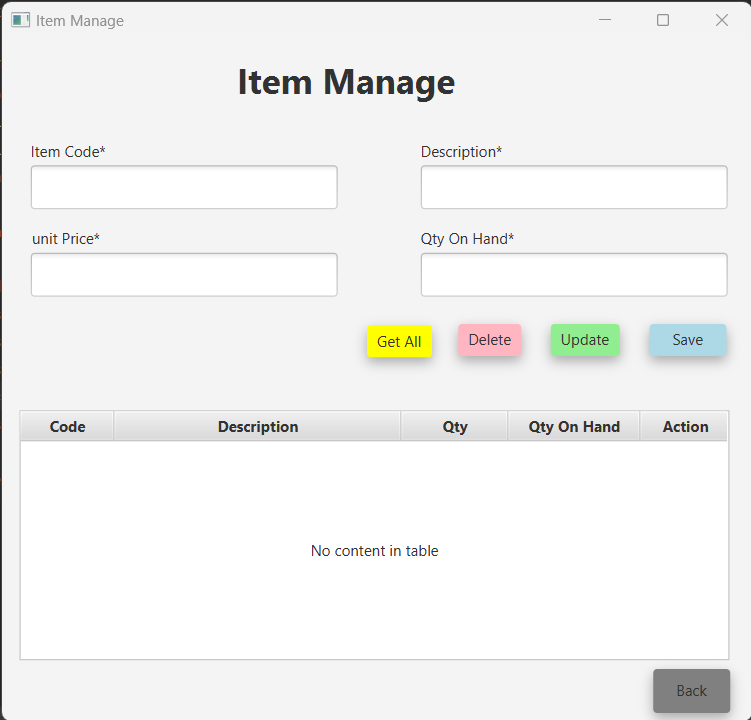 Item Manage
Item Manage
Item Code*
Description*
unit Price*
Qty On Hand*
Get All
Delete
Update
Save
Code
Description
Qty
Qty On Hand
Action
No content in table
Back